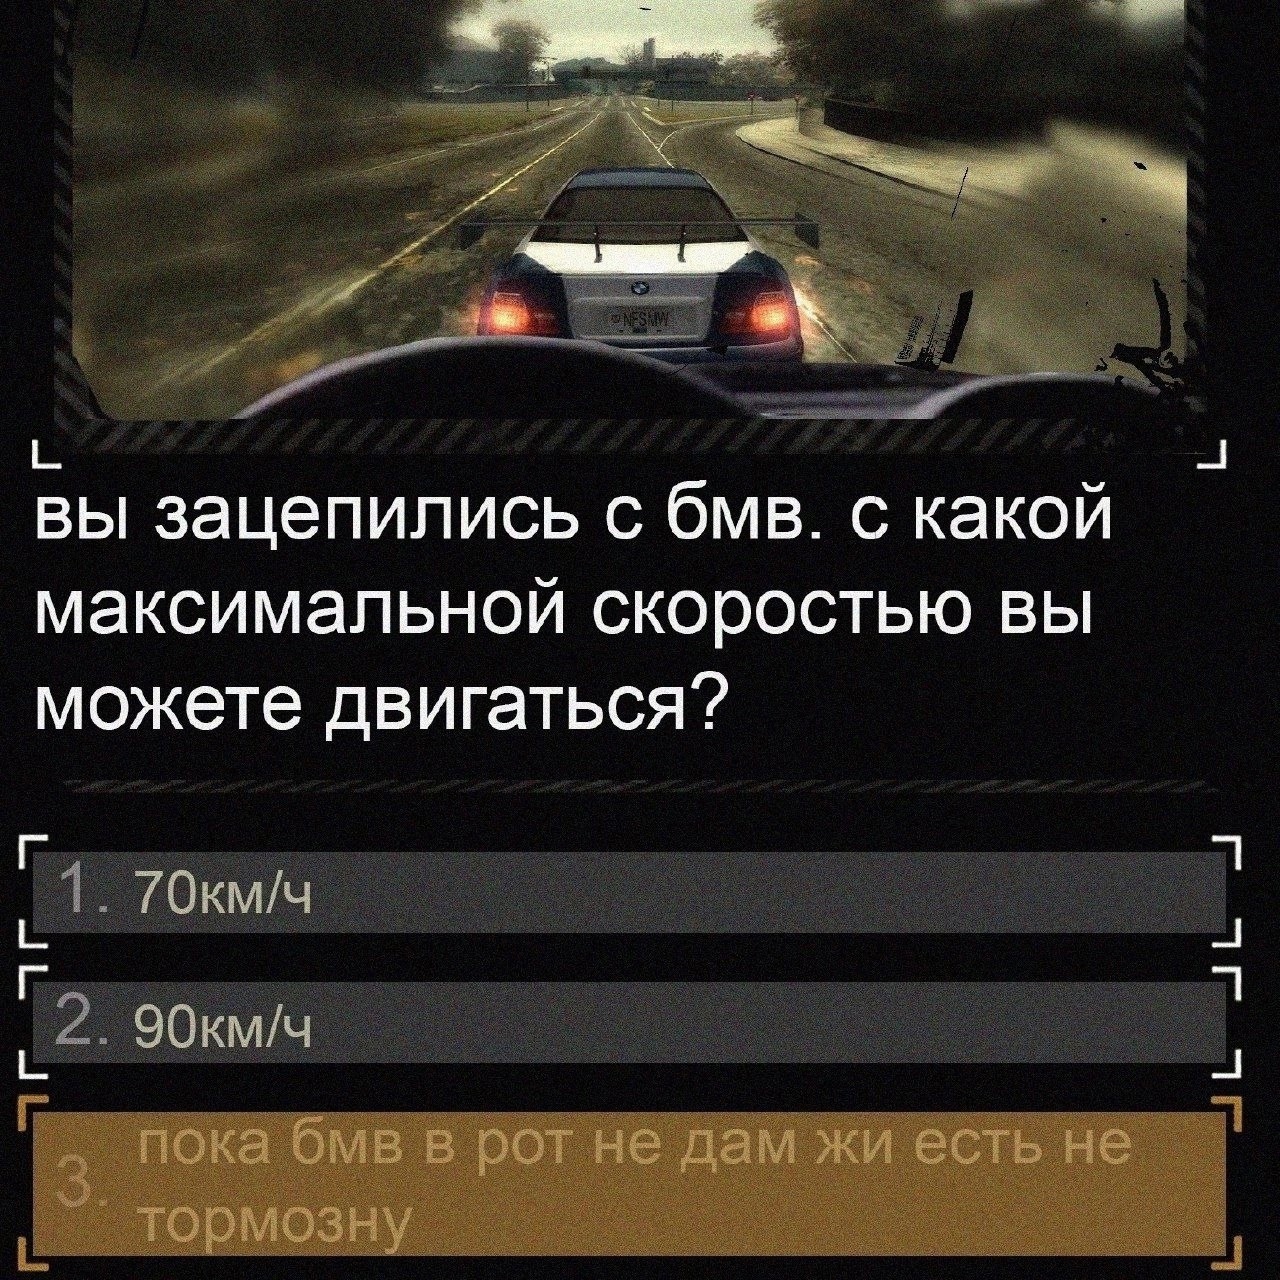 NFSMW
вы зацепились с бмв. с какой
максимальной скоростью вы
можете двигаться?
1. 70км/ч
2. 90км/ч
3. пока бмв в рот не дам жи есть не
тормозну